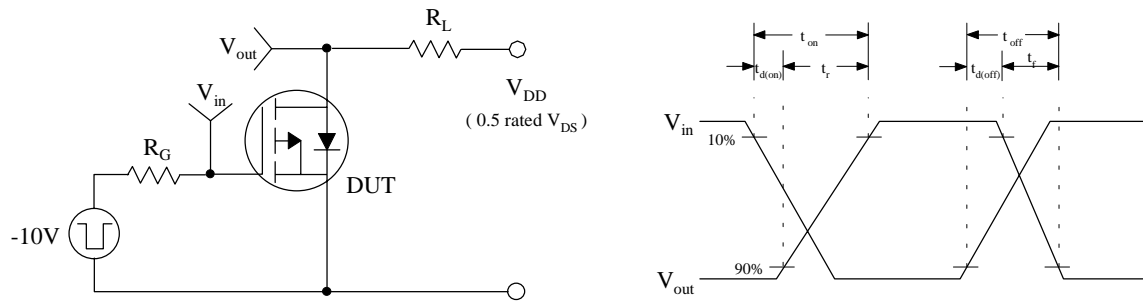 V_out
R_L
V_DD
( 0.5 rated V_DS )
V_in
R_G
DUT
-10V
t_on
t_off
t_d(on)
t_r
t_d(off)
t_f
V_in
10%
90%
V_out